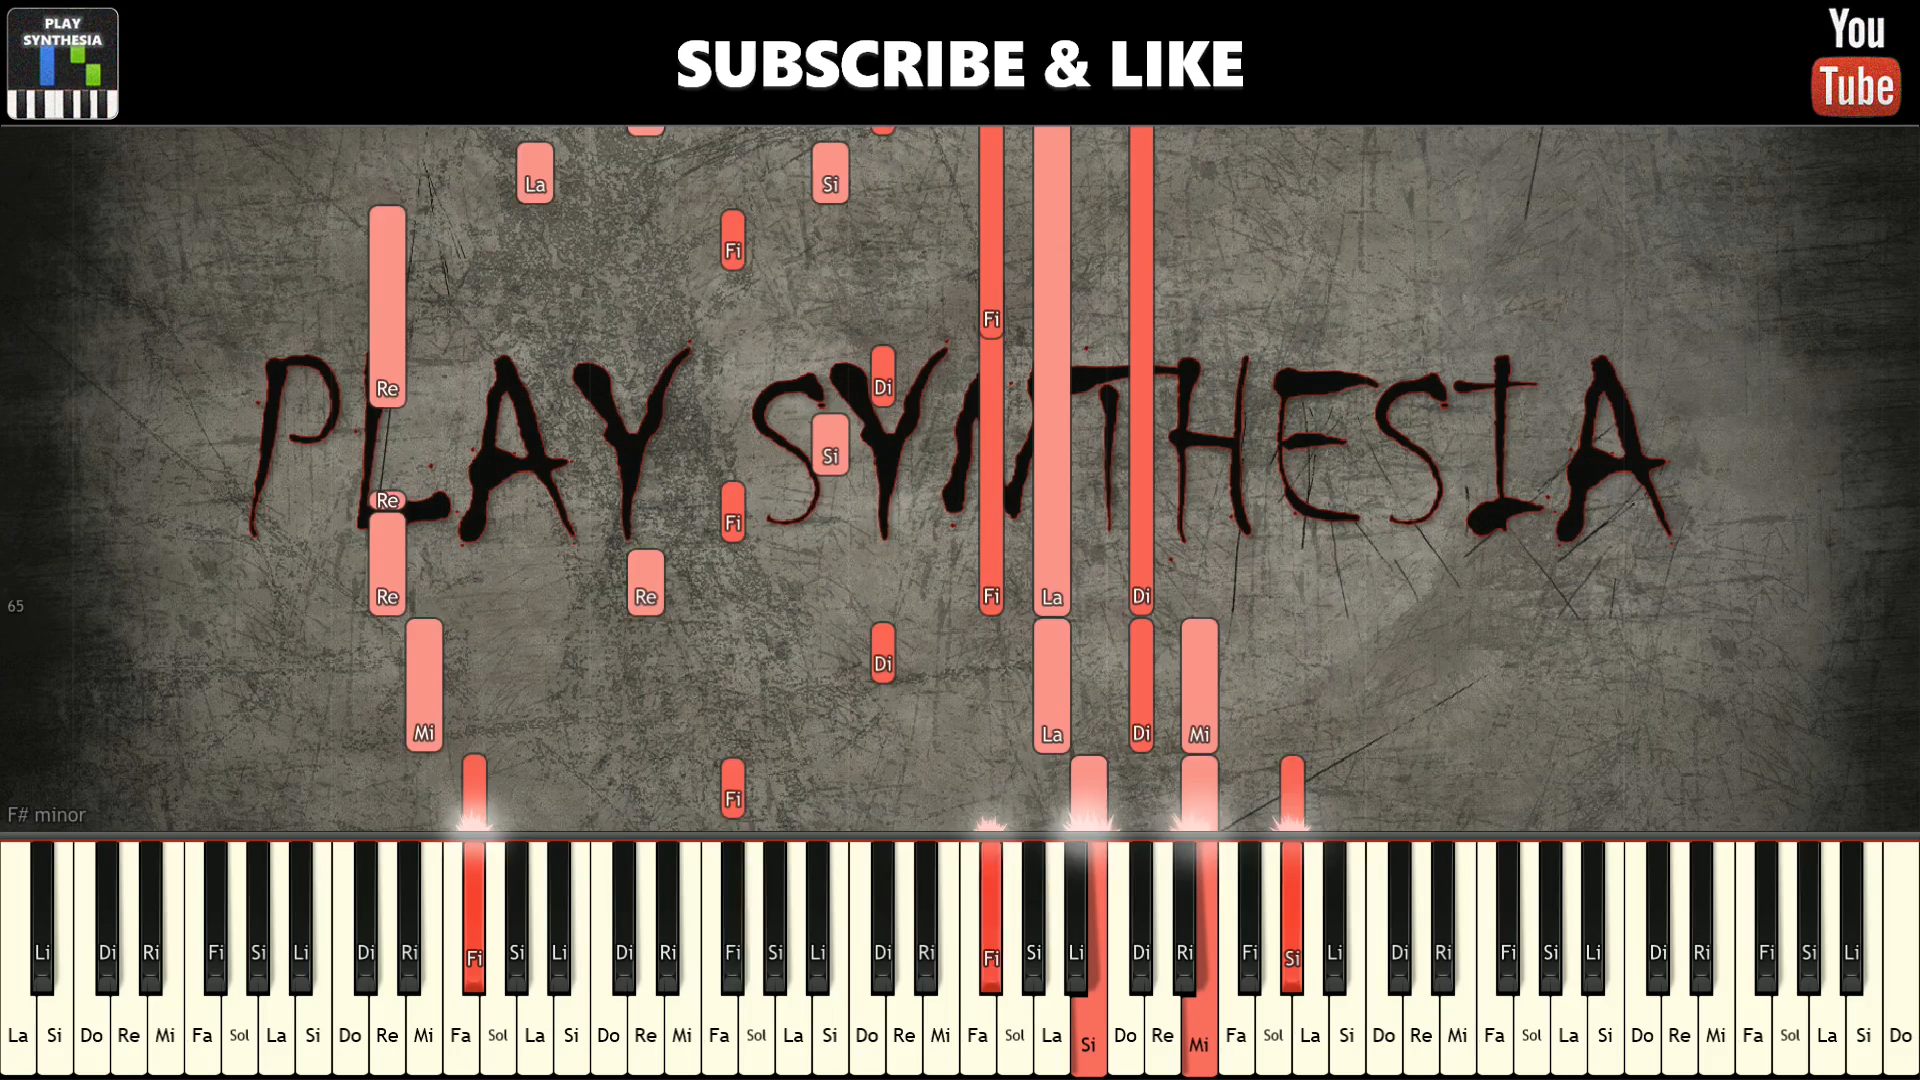 PLAY
SYNTHESIA
SUBSCRIBE & LIKE
You
Tube
La Si
Fi
Fi
Re Di
Si
Re Fi
Re Re Fi La Di
65
Di
Mi La Di Mi
Fi
PLAY SYNTHESIA
F# minor
Li Di Ri Fi Si Li Di Ri Fi Si Li Di Ri Fi Si Li Di Ri Fi Si Li Di Ri Fi Si Li Di Ri Fi Si Li Di Ri Fi Si Li
La Si Do Re Mi Fa Sol La Si Do Re Mi Fa Sol La Si Do Re Mi Fa Sol La Si Do Re Mi Fa Sol La Si Do Re Mi Fa Sol La Si Do Re Mi Fa Sol La Si Do Re Mi Fa Sol La Si Do